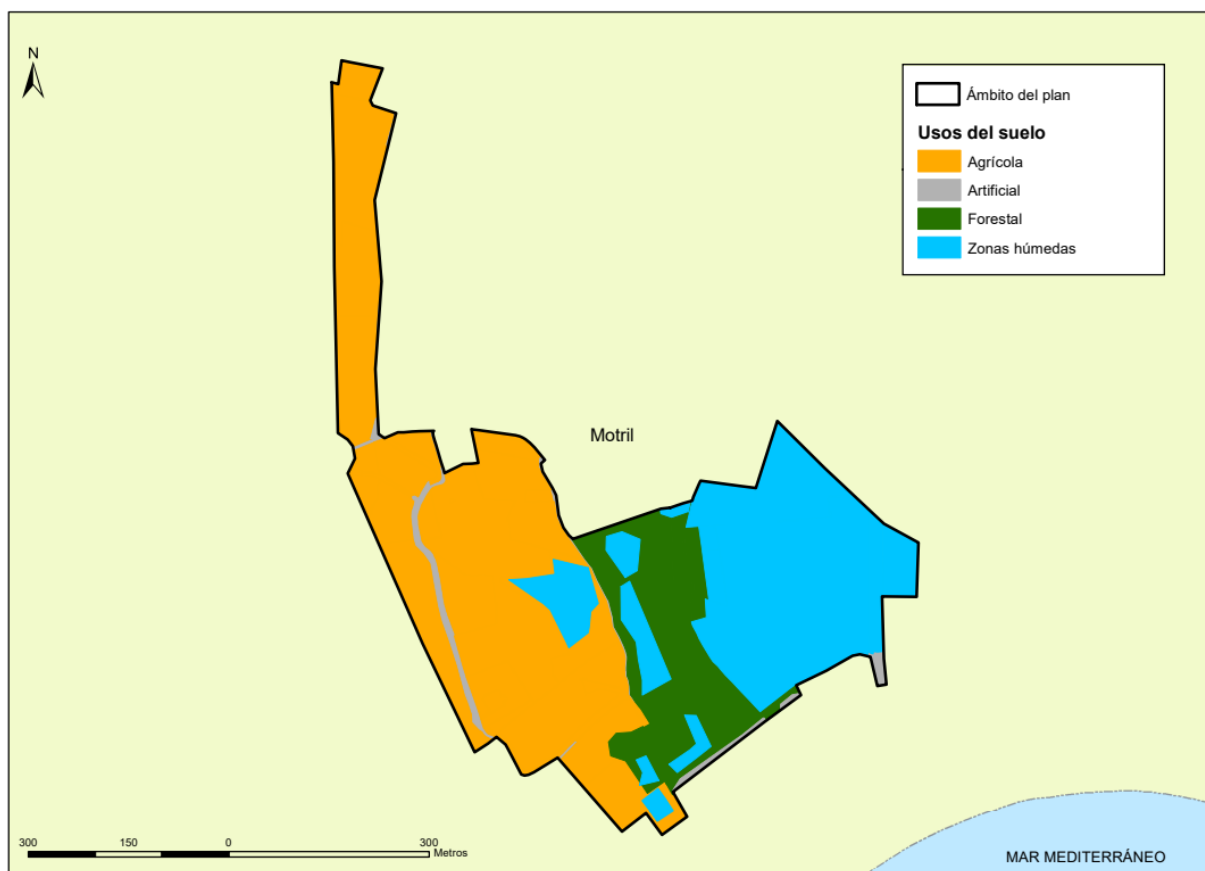 N
Ámbito del plan
Usos del suelo
Agrícola
Artificial
Forestal
Zonas húmedas
Motril
300 150 0 300
Metros
MAR MEDITERRÁNEO